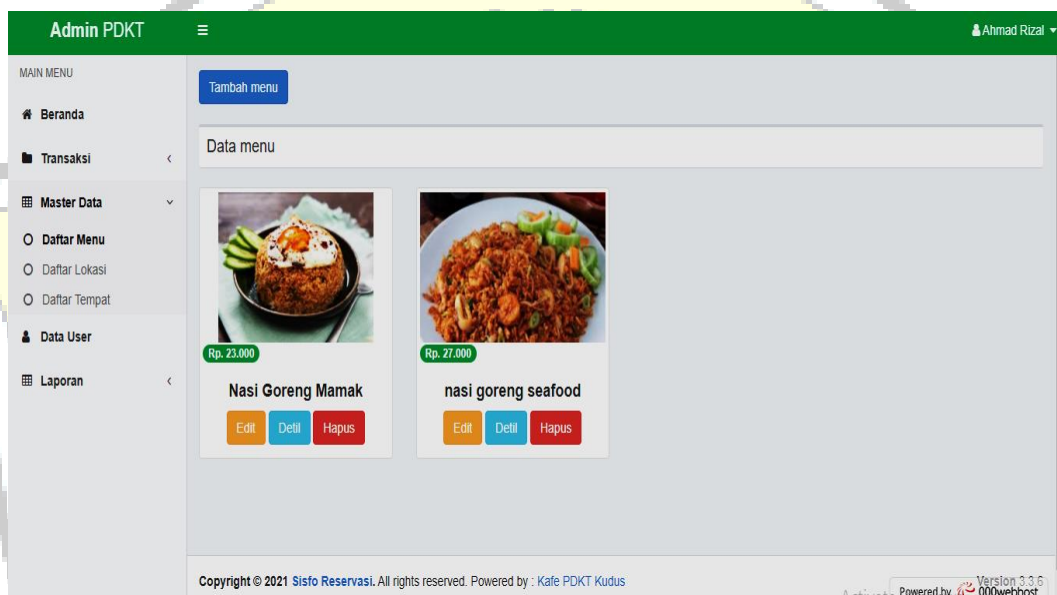 Admin PDKT
Ahmad Rizal
MAIN MENU
Beranda
Transaksi
Master Data
Daftar Menu
Daftar Lokasi
Daftar Tempat
Data User
Laporan
Tambah menu
Data menu
Rp. 23.000
Nasi Goreng Mamak
Edit Detil Hapus
Rp. 27.000
nasi goreng seafood
Edit Detil Hapus
Copyright © 2021 Sisfo Reservasi. All rights reserved. Powered by : Kafe PDKT Kudus
Version 3.3.6
Powered by 000webhost